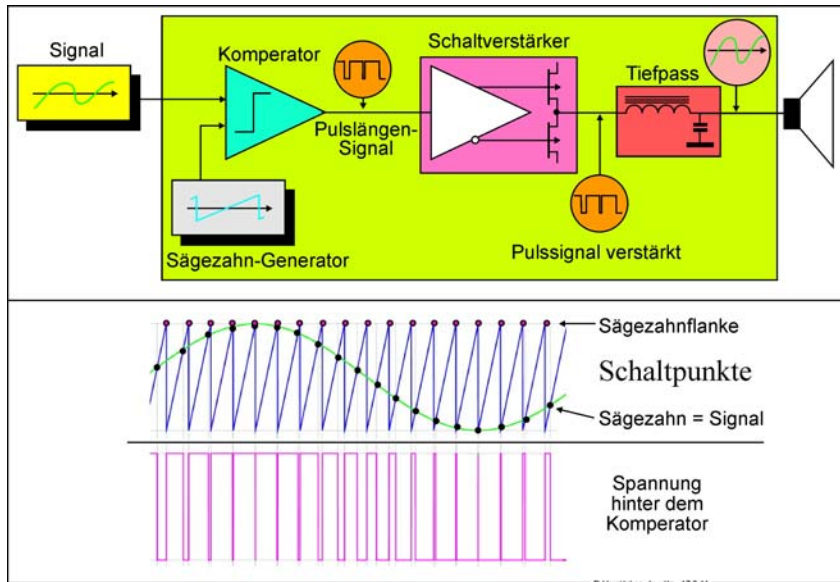 Signal
Komperator
Schaltverstärker
Tiefpass
Pulslängen-
Signal
Sägezahn-Generator
Pulssignal verstärkt
Sägezahnflanke
Schaltpunkte
Sägezahn = Signal
Spannung
hinter dem
Komperator